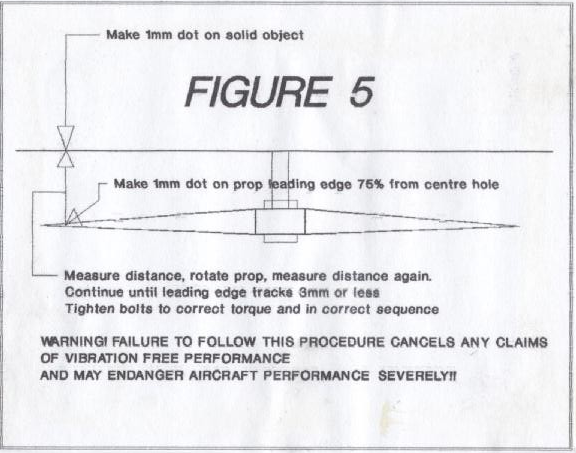 Make 1mm dot on solid object
FIGURE 5
Make 1mm dot on prop leading edge 75% from centre hole
Measure distance, rotate prop, measure distance again.
Continue until leading edge tracks 3mm or less
Tighten bolts to correct torque and in correct sequence
WARNING! FAILURE TO FOLLOW THIS PROCEDURE CANCELS ANY CLAIMS
OF VIBRATION FREE PERFORMANCE
AND MAY ENDANGER AIRCRAFT PERFORMANCE SEVERELY!!